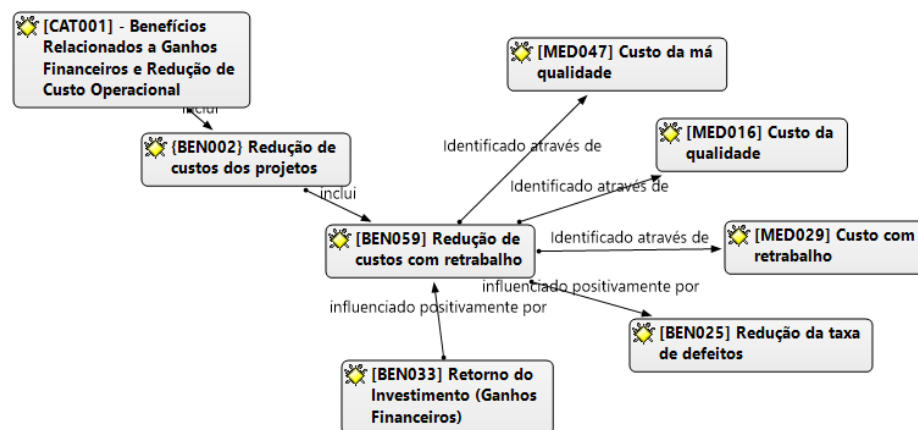 [CAT001] - Benefícios
Relacionados a Ganhos
Financeiros e Redução de
Custo Operacional
inclui
{BEN002} Redução de
custos dos projetos
inclui
[MED047] Custo da má
qualidade
Identificado através de
[MED016] Custo da
qualidade
Identificado através de
[BEN059] Redução de
custos com retrabalho
Identificado através de
[MED029] Custo com
retrabalho
influenciado positivamente por
influenciado positivamente por
[BEN025] Redução da taxa
de defeitos
[BEN033] Retorno do
Investimento (Ganhos
Financeiros)